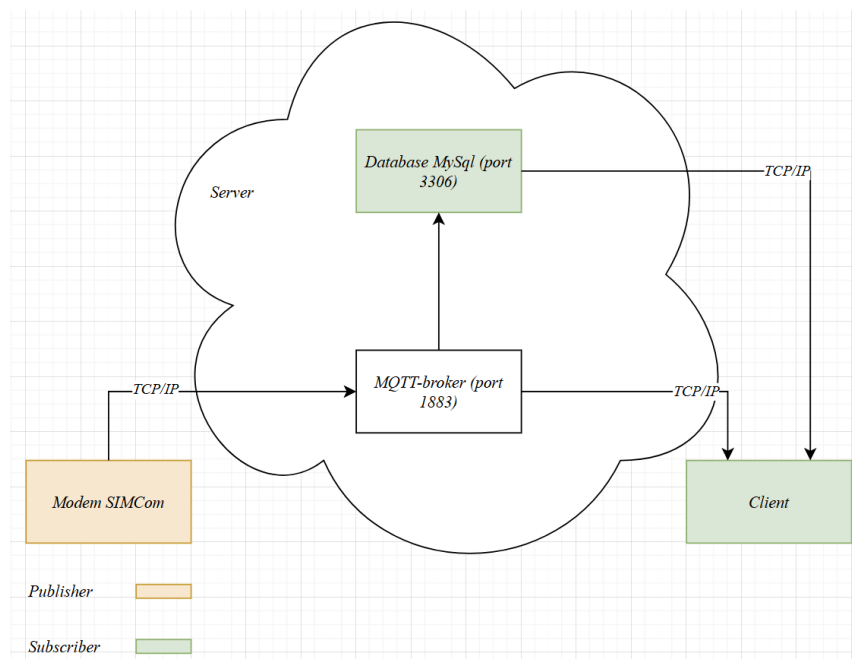 Database MySql (port
3306)
TCP/IP
Server
MQTT-broker (port
1883)
TCP/IP
TCP/IP
Modem SIMCom
Client
Publisher
Subscriber